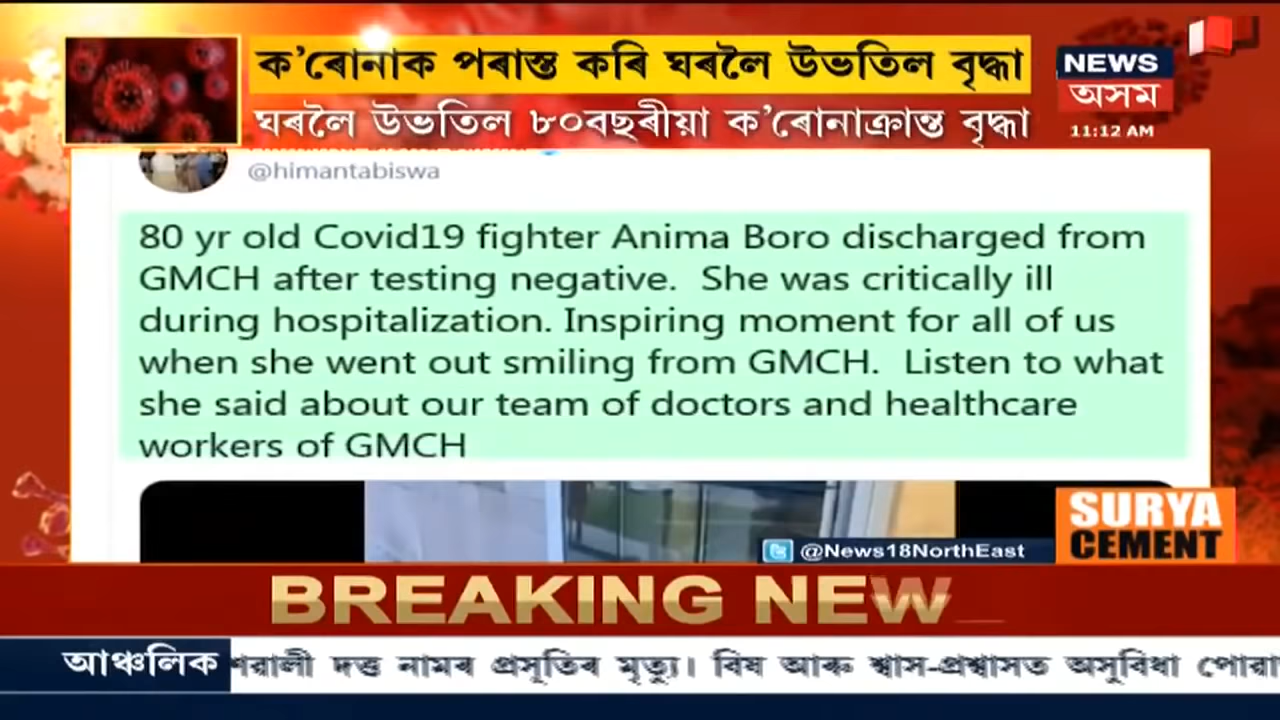 ক'ৰোনাক পৰাস্ত কৰি ঘৰলৈ উভতিল বৃদ্ধা
ঘৰলৈ উভতিল ৮০বছৰীয়া ক'ৰোনাক্ৰান্ত বৃদ্ধা
NEWS
অসম
11:12 AM
@himantabiswa
80 yr old Covid19 fighter Anima Boro discharged from
GMCH after testing negative. She was critically ill
during hospitalization. Inspiring moment for all of us
when she went out smiling from GMCH. Listen to what
she said about our team of doctors and healthcare
workers of GMCH
@News18NorthEast
SURYA
CEMENT
BREAKING NEW
আঞ্চলিক
দত্ত নামৰ প্ৰসূতিৰ মৃত্যু। বিষ আৰু শ্বাস-প্ৰশ্বাসত অসুবিধা পোৱা